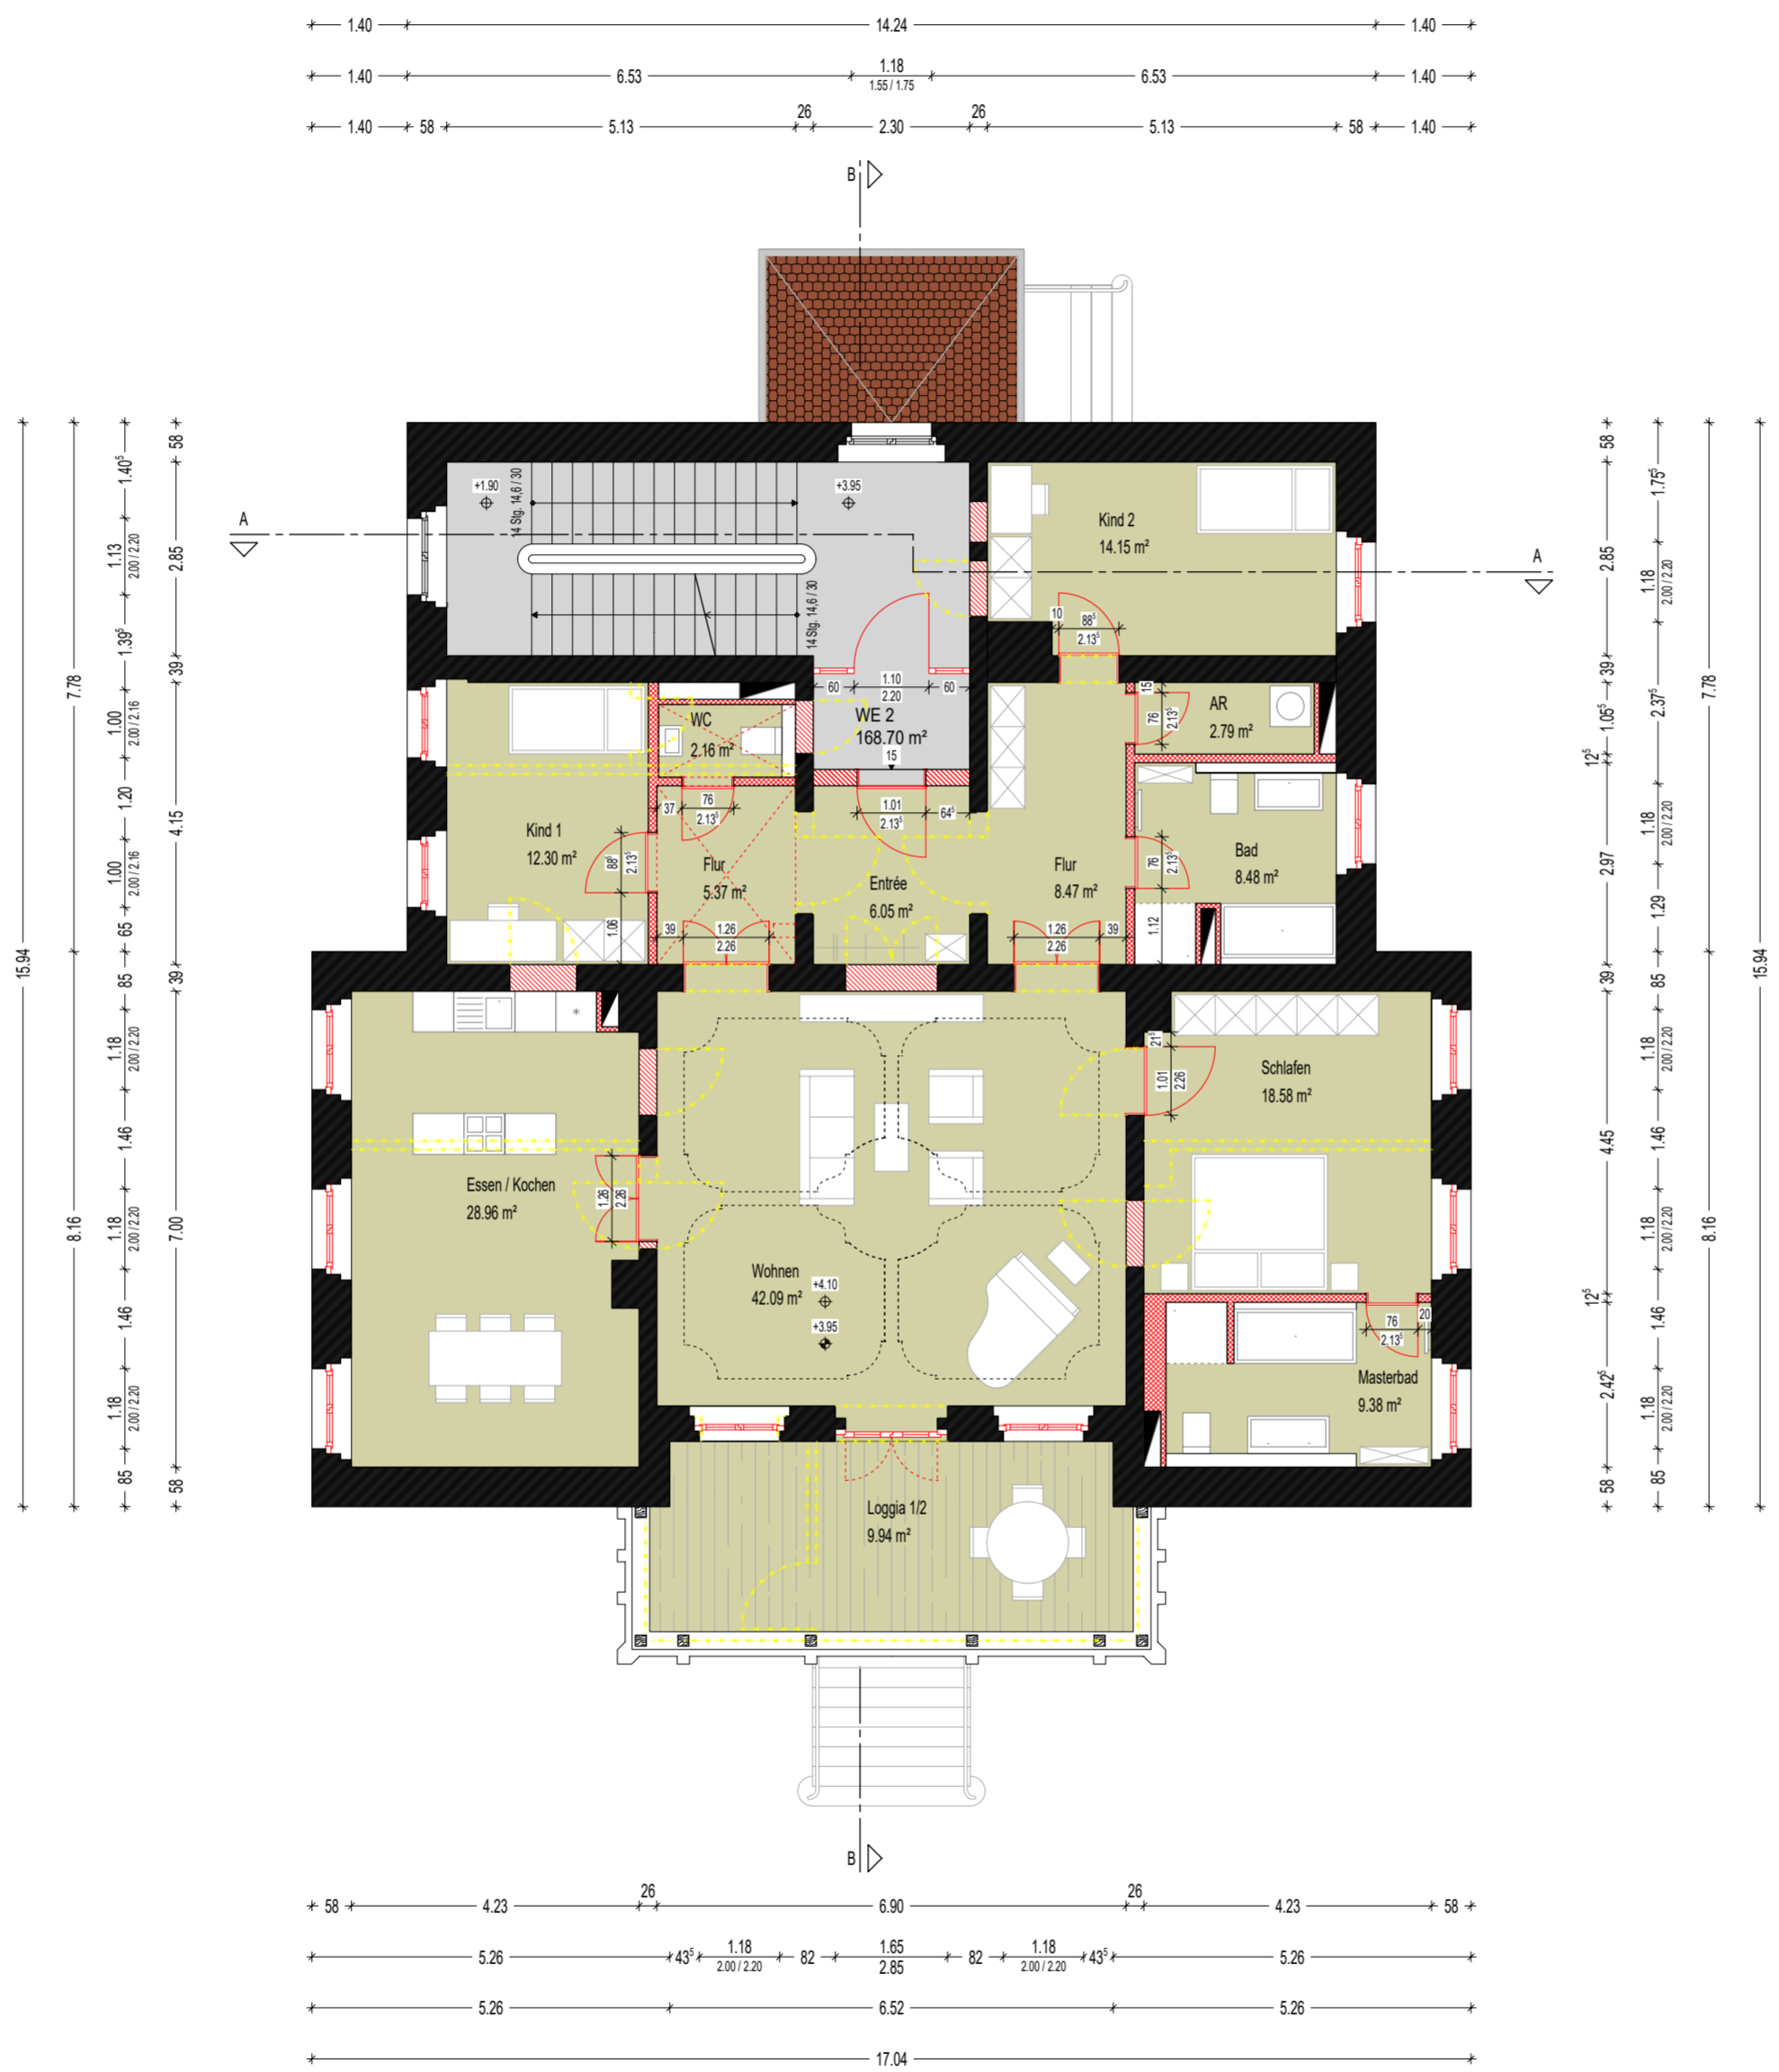 1.40 14.24 1.40
1.40 6.53 1.18 6.53 1.40
1.55 / 1.75
26 26
1.40 58 5.13 2.30 5.13 58 1.40
B
A
A
+1.90
14 Stg. 14,6 / 30
+3.95
14 Stg. 14,6 / 30
Kind 2
14.15 m²
10 88⁵
2.13⁵
60 1.10 60
2.20
WE 2
168.70 m²
15
WC
2.16 m²
15
76
2.13⁵
AR
2.79 m²
37 76
2.13⁵
1.01 64⁵
2.13⁵
Kind 1
12.30 m²
88⁵
2.13⁵
1.06
Flur
5.37 m²
Entrée
6.05 m²
Flur
8.47 m²
76
2.13⁵
1.12
Bad
8.48 m²
39 1.26
2.26
1.26 39
2.26
*
21⁵
1.01
2.26
Schlafen
18.58 m²
Essen / Kochen
28.96 m²
1.26
2.26
Wohnen
42.09 m²
+4.10
+3.95
76 20
2.13⁵
Masterbad
9.38 m²
Loggia 1/2
9.94 m²
B
15.94
7.78
8.16
1.40⁵
1.13
2.00 / 2.20
1.39⁵
1.00
2.00 / 2.16
1.20
1.00
2.00 / 2.16
65
85
1.18
2.00 / 2.20
1.46
1.18
2.00 / 2.20
1.46
1.18
2.00 / 2.20
85
58
2.85
39
4.15
39
7.00
58
58
2.85
39
1.05⁵
12⁵
2.97
39
4.45
12⁵
2.42⁵
58
1.75⁵
1.18
2.00 / 2.20
2.37⁵
1.18
2.00 / 2.20
1.29
85
1.18
2.00 / 2.20
1.46
1.18
2.00 / 2.20
1.46
1.18
2.00 / 2.20
85
7.78
8.16
15.94
26 26
58 4.23 6.90 4.23 58
5.26 43⁵ 1.18 82 1.65 82 1.18 43⁵ 5.26
2.00 / 2.20 2.85 2.00 / 2.20
5.26 6.52 5.26
17.04